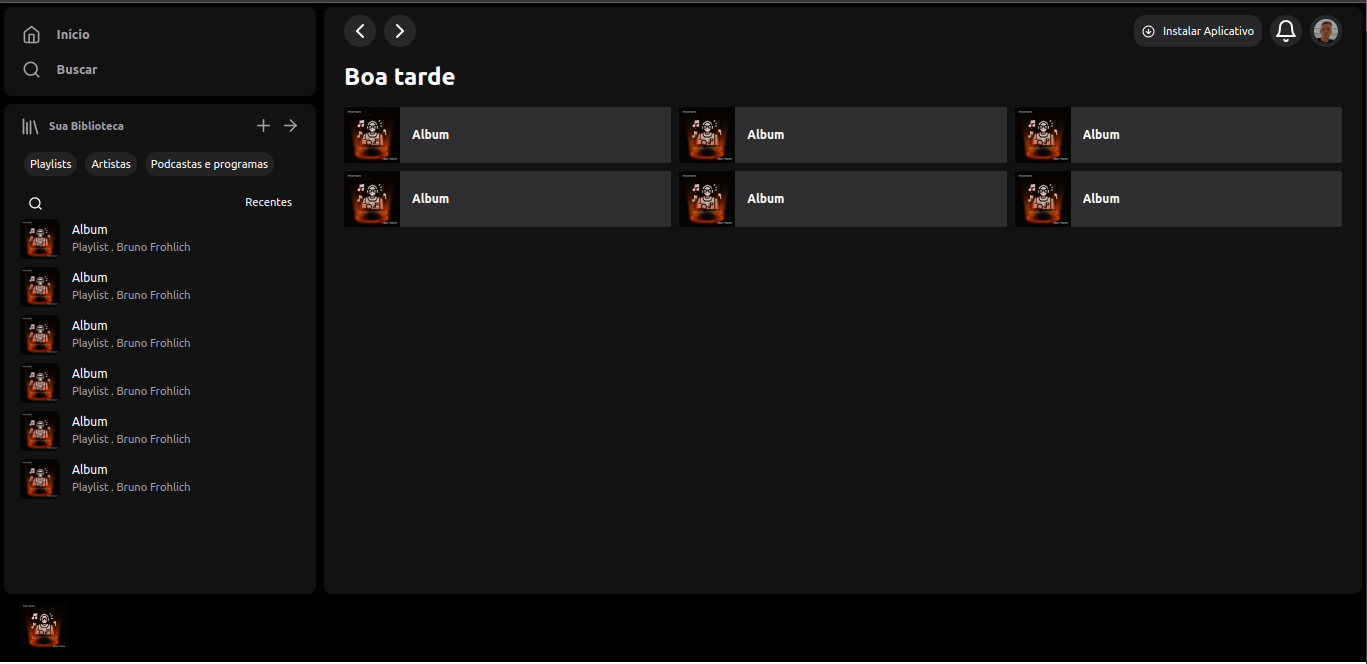 Início
Buscar
Sua Biblioteca
Playlists
Artistas
Podcastas e programas
Recentes
Album
Playlist . Bruno Frohlich
Album
Playlist . Bruno Frohlich
Album
Playlist . Bruno Frohlich
Album
Playlist . Bruno Frohlich
Album
Playlist . Bruno Frohlich
Album
Playlist . Bruno Frohlich
Instalar Aplicativo
Boa tarde
Album
Album
Album
Album
Album
Album